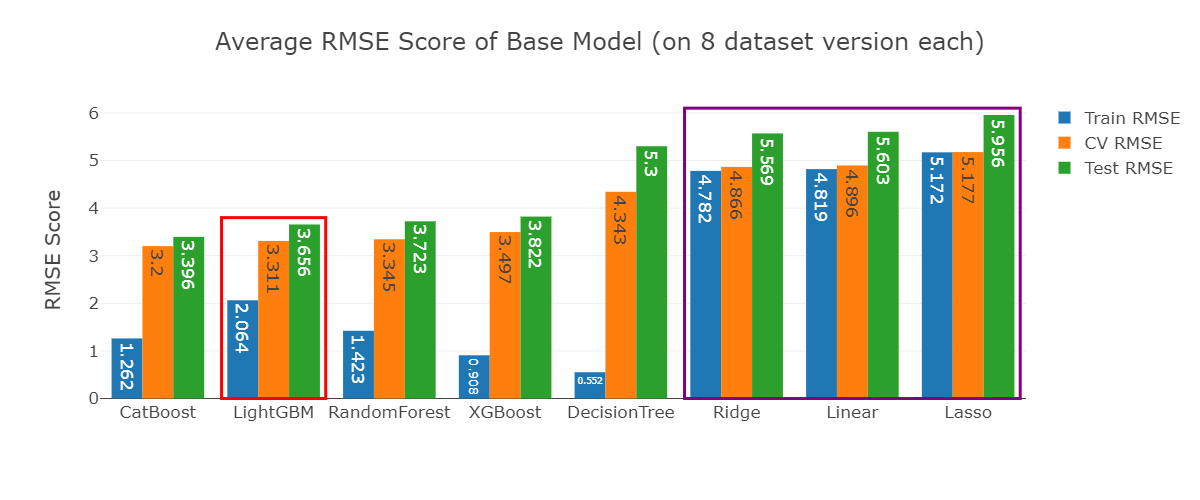 Average RMSE Score of Base Model (on 8 dataset version each)
RMSE Score
6
5
4
3
2
1
0
1.262
3.2
3.396
2.064
3.311
3.656
1.423
3.345
3.723
0.908
3.497
3.822
0.552
4.343
5.3
4.782
4.866
5.569
4.819
4.896
5.603
5.172
5.177
5.956
CatBoost
LightGBM
RandomForest
XGBoost
DecisionTree
Ridge
Linear
Lasso
Train RMSE
CV RMSE
Test RMSE